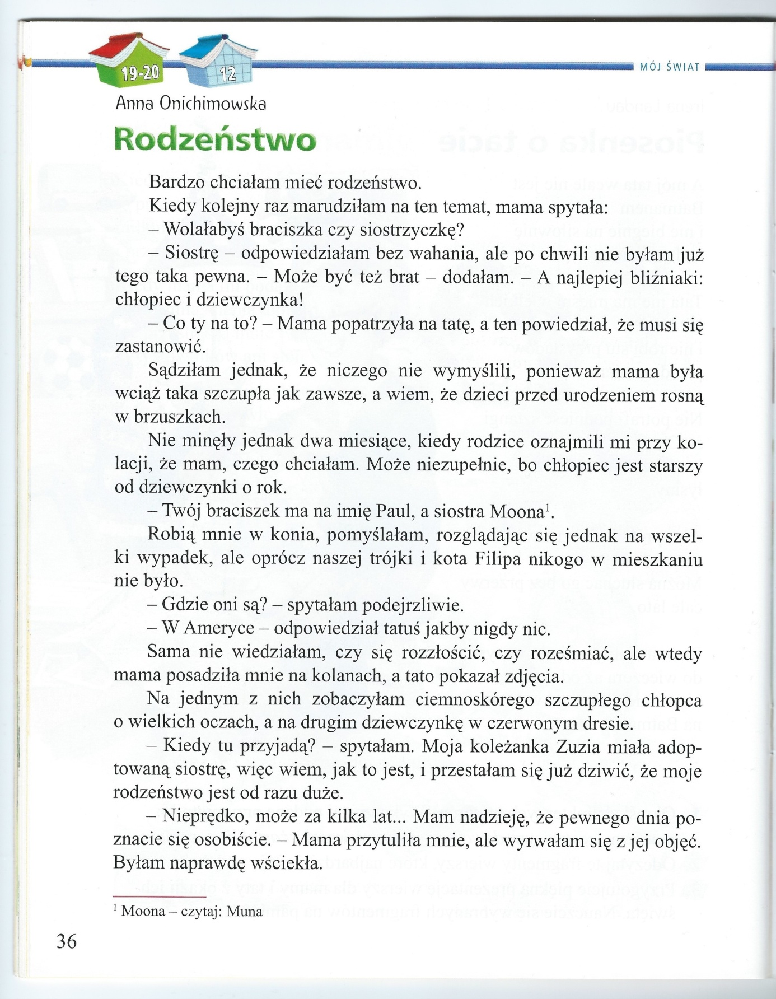 19-20
12
MÓJ ŚWIAT
Anna Onichimowska
Rodzeństwo
Bardzo chciałam mieć rodzeństwo.
Kiedy kolejny raz marudziłam na ten temat, mama spytała:
– Wolałabyś braciszka czy siostrzyczkę?
– Siostrę – odpowiedziałam bez wahania, ale po chwili nie byłam już
tego taka pewna. – Może być też brat – dodałam. – A najlepiej bliźniaki:
chłopiec i dziewczynka!
– Co ty na to? – Mama popatrzyła na tatę, a ten powiedział, że musi się
zastanowić.
Sądziłam jednak, że niczego nie wymyślili, ponieważ mama była
wciąż taka szczupła jak zawsze, a wiem, że dzieci przed urodzeniem rosną
w brzuszkach.
Nie minęły jednak dwa miesiące, kiedy rodzice oznajmili mi przy ko-
lacji, że mam, czego chciałam. Może niezupełnie, bo chłopiec jest starszy
od dziewczynki o rok.
– Twój braciszek ma na imię Paul, a siostra Moona¹.
Robią mnie w konia, pomyślałam, rozglądając się jednak na wszel-
ki wypadek, ale oprócz naszej trójki i kota Filipa nikogo w mieszkaniu
nie było.
– Gdzie oni są? – spytałam podejrzliwie.
– W Ameryce – odpowiedział tatuś jakby nigdy nic.
Sama nie wiedziałam, czy się rozzłościć, czy roześmiać, ale wtedy
mama posadziła mnie na kolanach, a tato pokazał zdjęcia.
Na jednym z nich zobaczyłam ciemnoskórego szczupłego chłopca
o wielkich oczach, a na drugim dziewczynkę w czerwonym dresie.
– Kiedy tu przyjadą? – spytałam. Moja koleżanka Zuzia miała adop-
towaną siostrę, więc wiem, jak to jest, i przestałam się już dziwić, że moje
rodzeństwo jest od razu duże.
– Nieprędko, może za kilka lat... Mam nadzieję, że pewnego dnia po-
znacie się osobiście. – Mama przytuliła mnie, ale wyrwałam się z jej objęć.
Byłam naprawdę wściekła.
¹ Moona – czytaj: Muna
36